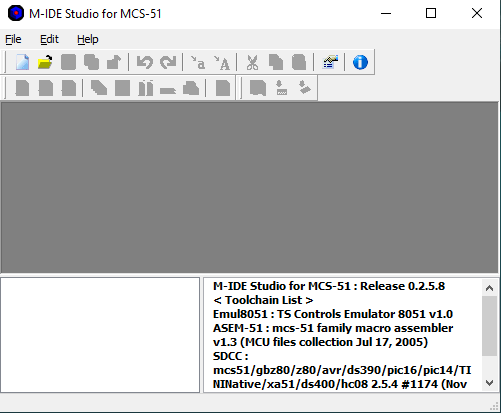 M-IDE Studio for MCS-51
File Edit Help
M-IDE Studio for MCS-51 : Release 0.2.5.8
< Toolchain List >
Emul8051 : TS Controls Emulator 8051 v1.0
ASEM-51 : mcs-51 family macro assembler
v1.3 (MCU files collection Jul 17, 2005)
SDCC :
mcs51/gbz80/z80/avr/ds390/pic16/pic14/TI
NINative/xa51/ds400/hc08 2.5.4 #1174 (Nov